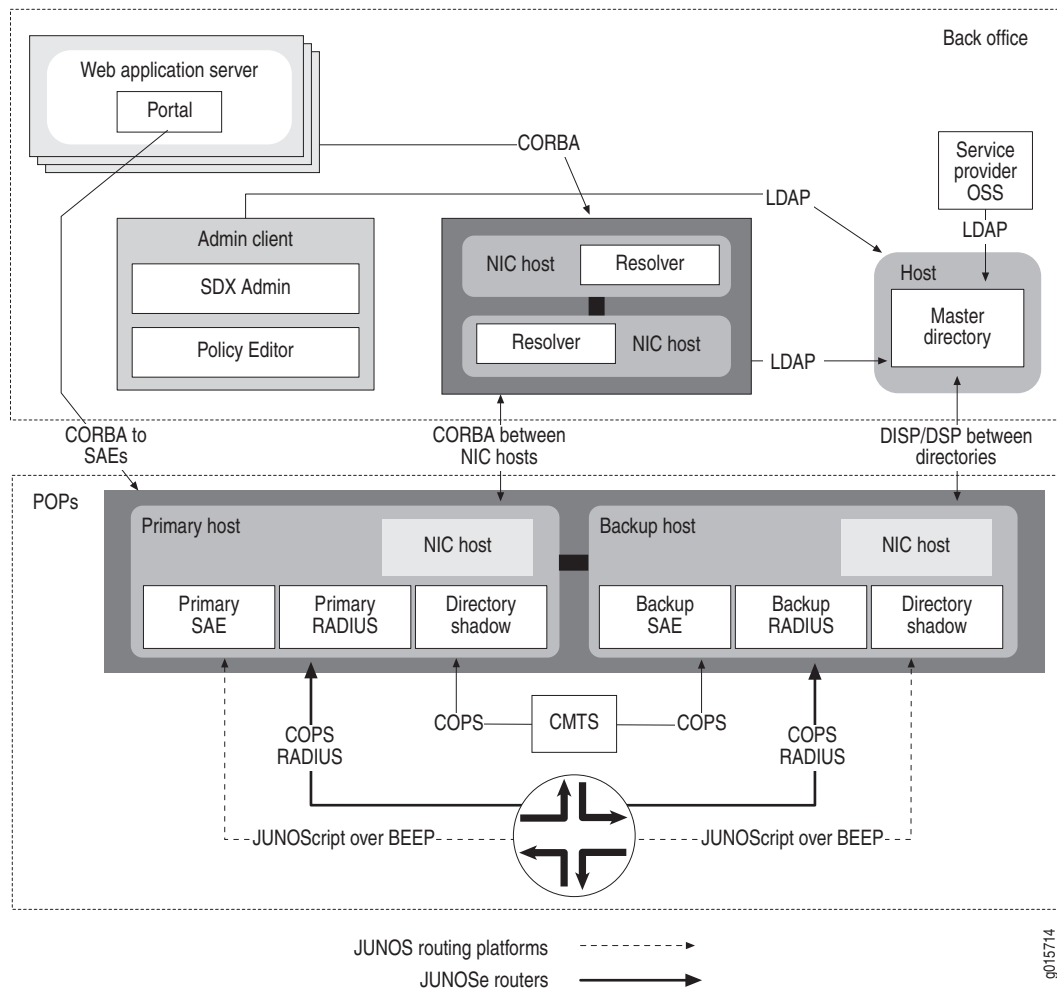 Back office
Web application server
Portal
CORBA
Service
provider
OSS
LDAP
LDAP
Admin client
SDX Admin
Policy Editor
NIC host
Resolver
Resolver
NIC host
LDAP
Host
Master
directory
CORBA to
SAEs
CORBA between
NIC hosts
DISP/DSP between
directories
POPs
Primary host
NIC host
Primary
SAE
Primary
RADIUS
Directory
shadow
Backup host
NIC host
Backup
SAE
Backup
RADIUS
Directory
shadow
COPS
CMTS
COPS
COPS
RADIUS
COPS
RADIUS
JUNOScript over BEEP
JUNOScript over BEEP
JUNOS routing platforms
JUNOSe routers
g015714